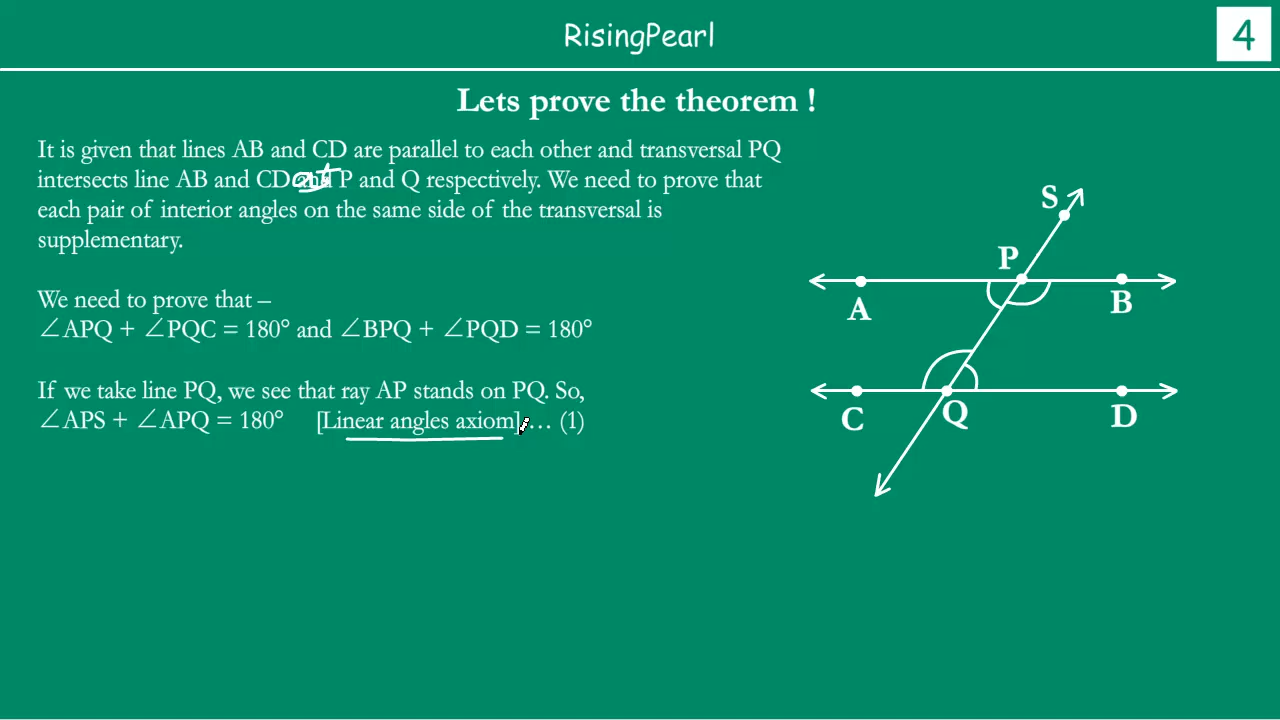 RisingPearl
4
Lets prove the theorem !
It is given that lines AB and CD are parallel to each other and transversal PQ
intersects line AB and CD at P and Q respectively. We need to prove that
each pair of interior angles on the same side of the transversal is
supplementary.
We need to prove that –
∠APQ + ∠PQC = 180° and ∠BPQ + ∠PQD = 180°
If we take line PQ, we see that ray AP stands on PQ. So,
∠APS + ∠APQ = 180° [Linear angles axiom] … (1)
S
P
A
B
C
Q
D